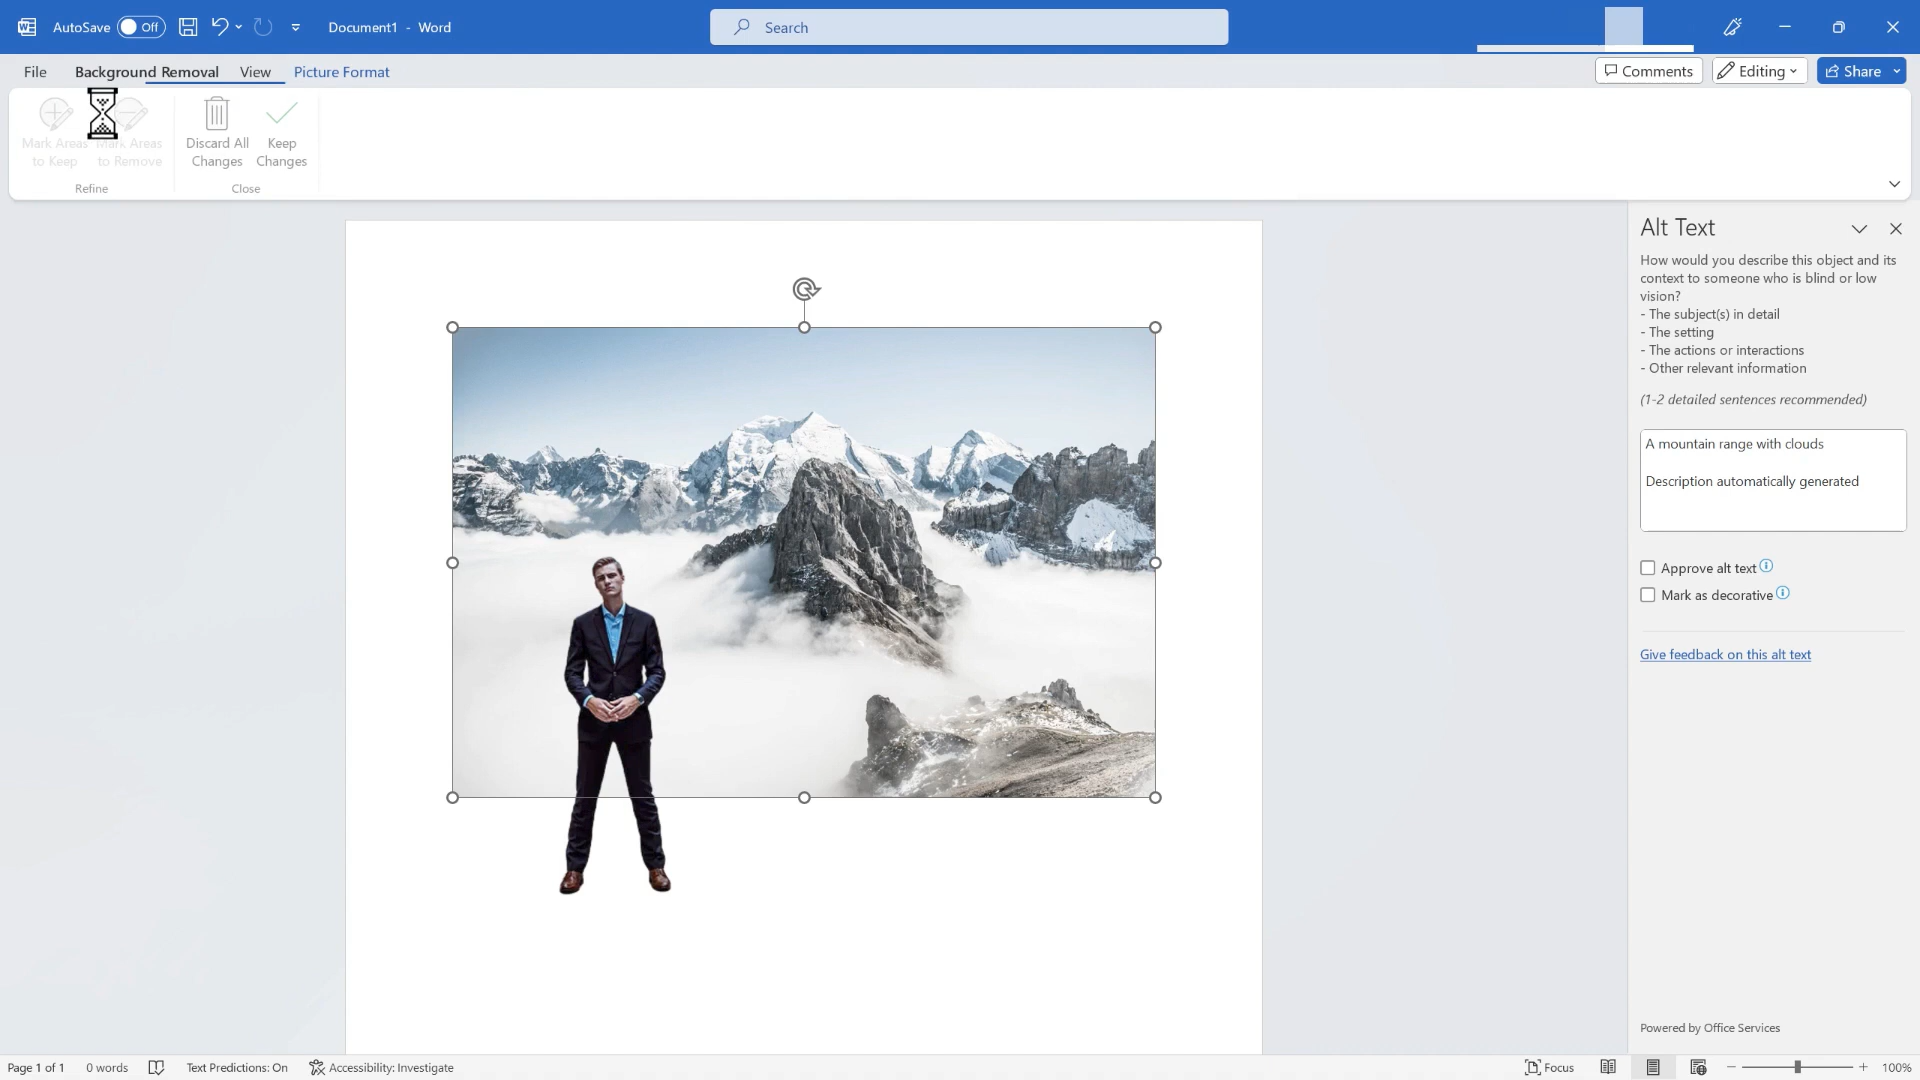 AutoSave Off Document1 - Word Search
File Background Removal View Picture Format Comments Editing Share
Mark Areas to Keep
Mark Areas to Remove
Discard All Changes
Keep Changes
Refine Close
Alt Text
How would you describe this object and its
context to someone who is blind or low
vision?
- The subject(s) in detail
- The setting
- The actions or interactions
- Other relevant information
(1-2 detailed sentences recommended)
A mountain range with clouds
Description automatically generated
Approve alt text
Mark as decorative
Give feedback on this alt text
Powered by Office Services
Page 1 of 1 0 words Text Predictions: On Accessibility: Investigate Focus 100%